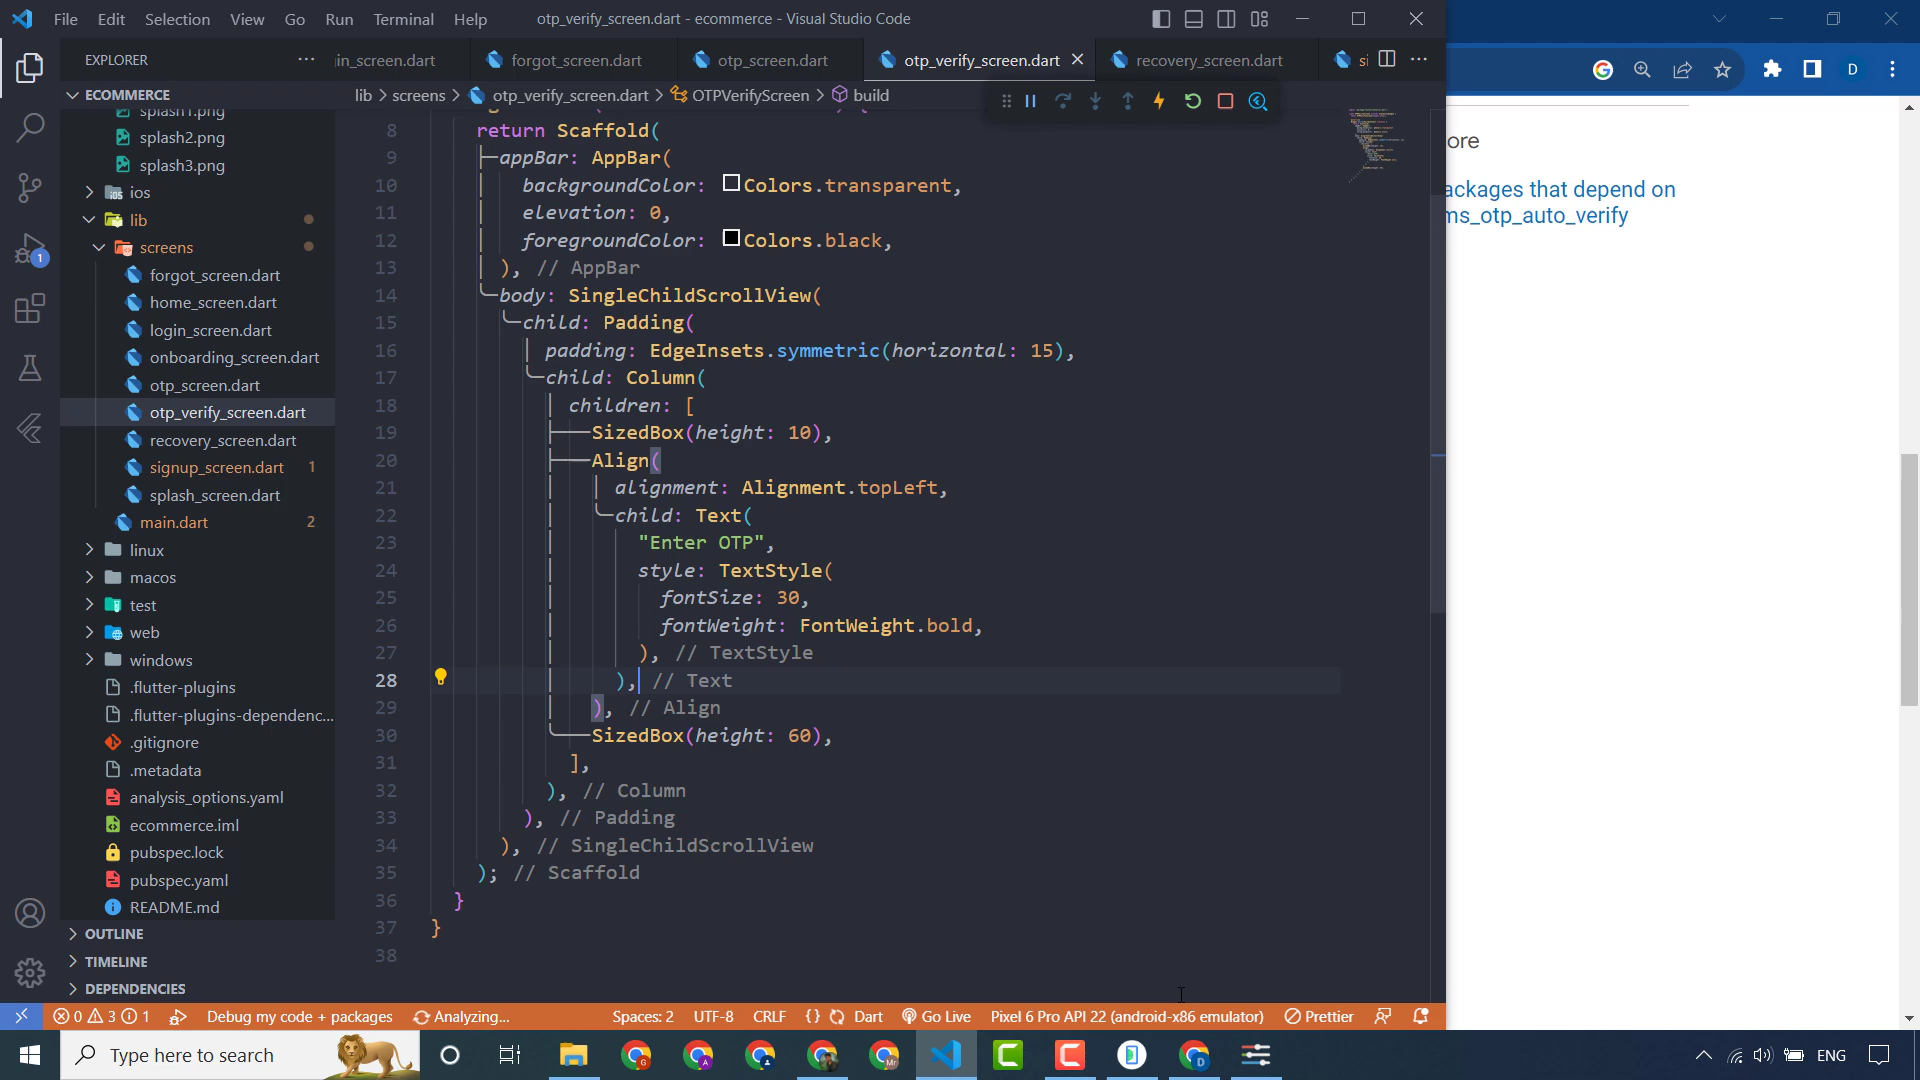 File Edit Selection View Go Run Terminal Help
otp_verify_screen.dart - ecommerce - Visual Studio Code
EXPLORER
in_screen.dart
forgot_screen.dart
otp_screen.dart
otp_verify_screen.dart
recovery_screen.dart
si
ECOMMERCE
lib > screens > otp_verify_screen.dart > OTPVerifyScreen > build
splash1.png
splash2.png
splash3.png
ios
lib
screens
forgot_screen.dart
home_screen.dart
login_screen.dart
onboarding_screen.dart
otp_screen.dart
otp_verify_screen.dart
recovery_screen.dart
signup_screen.dart 1
splash_screen.dart
main.dart 2
linux
macos
test
web
windows
.flutter-plugins
.flutter-plugins-dependenc...
.gitignore
.metadata
analysis_options.yaml
ecommerce.iml
pubspec.lock
pubspec.yaml
README.md
OUTLINE
TIMELINE
DEPENDENCIES
1
8 return Scaffold(
9 appBar: AppBar(
10 backgroundColor: Colors.transparent,
11 elevation: 0,
12 foregroundColor: Colors.black,
13 ), // AppBar
14 body: SingleChildScrollView(
15 child: Padding(
16 padding: EdgeInsets.symmetric(horizontal: 15),
17 child: Column(
18 children: [
19 SizedBox(height: 10),
20 Align(
21 alignment: Alignment.topLeft,
22 child: Text(
23 "Enter OTP",
24 style: TextStyle(
25 fontSize: 30,
26 fontWeight: FontWeight.bold,
27 ), // TextStyle
28 ), // Text
29 ), // Align
30 SizedBox(height: 60),
31 ],
32 ), // Column
33 ), // Padding
34 ), // SingleChildScrollView
35 ); // Scaffold
36 }
37 }
38
D
ore
ackages that depend on
ms_otp_auto_verify
0 3 1 Debug my code + packages Analyzing... Spaces: 2 UTF-8 CRLF {} Dart Go Live Pixel 6 Pro API 22 (android-x86 emulator) Prettier
Type here to search
ENG